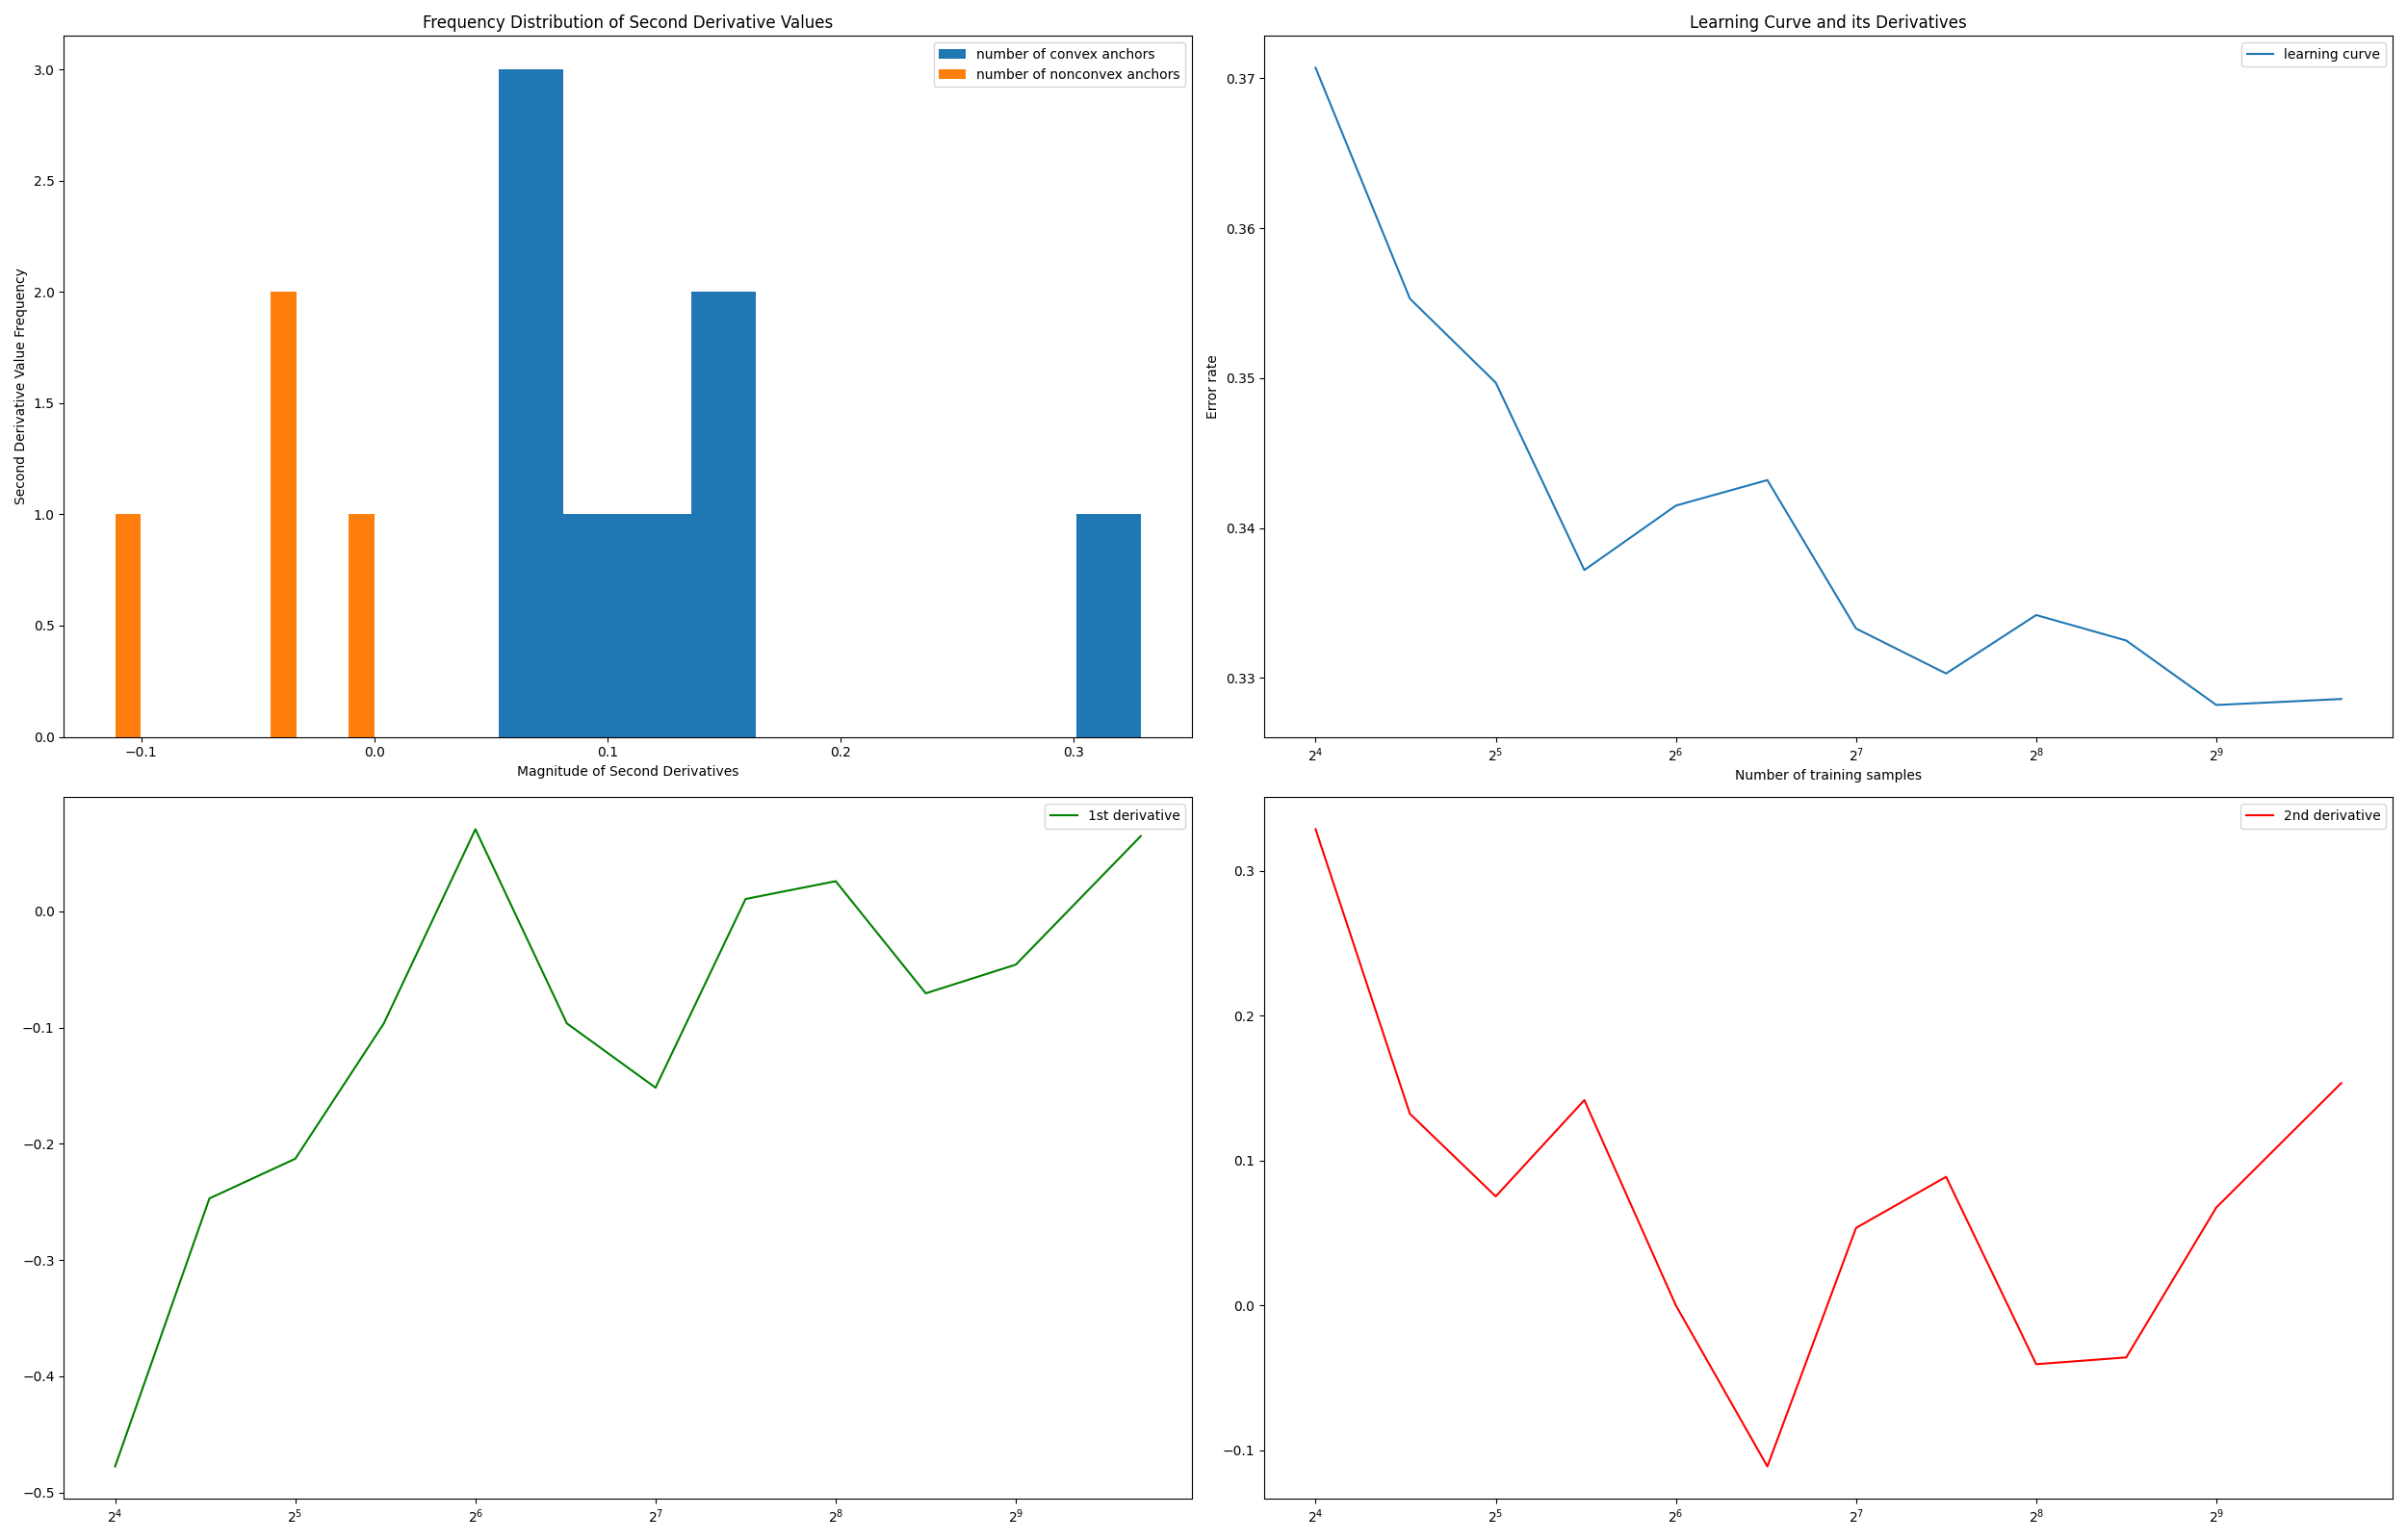 Frequency Distribution of Second Derivative Values
number of convex anchors
number of nonconvex anchors
Second Derivative Value Frequency
3.0
2.5
2.0
1.5
1.0
0.5
0.0
−0.1 0.0 0.1 0.2 0.3
Magnitude of Second Derivatives
Learning Curve and its Derivatives
learning curve
Error rate
0.37
0.36
0.35
0.34
0.33
2⁴ 2⁵ 2⁶ 2⁷ 2⁸ 2⁹
Number of training samples
1st derivative
0.0
−0.1
−0.2
−0.3
−0.4
−0.5
2⁴ 2⁵ 2⁶ 2⁷ 2⁸ 2⁹
2nd derivative
0.3
0.2
0.1
0.0
−0.1
2⁴ 2⁵ 2⁶ 2⁷ 2⁸ 2⁹